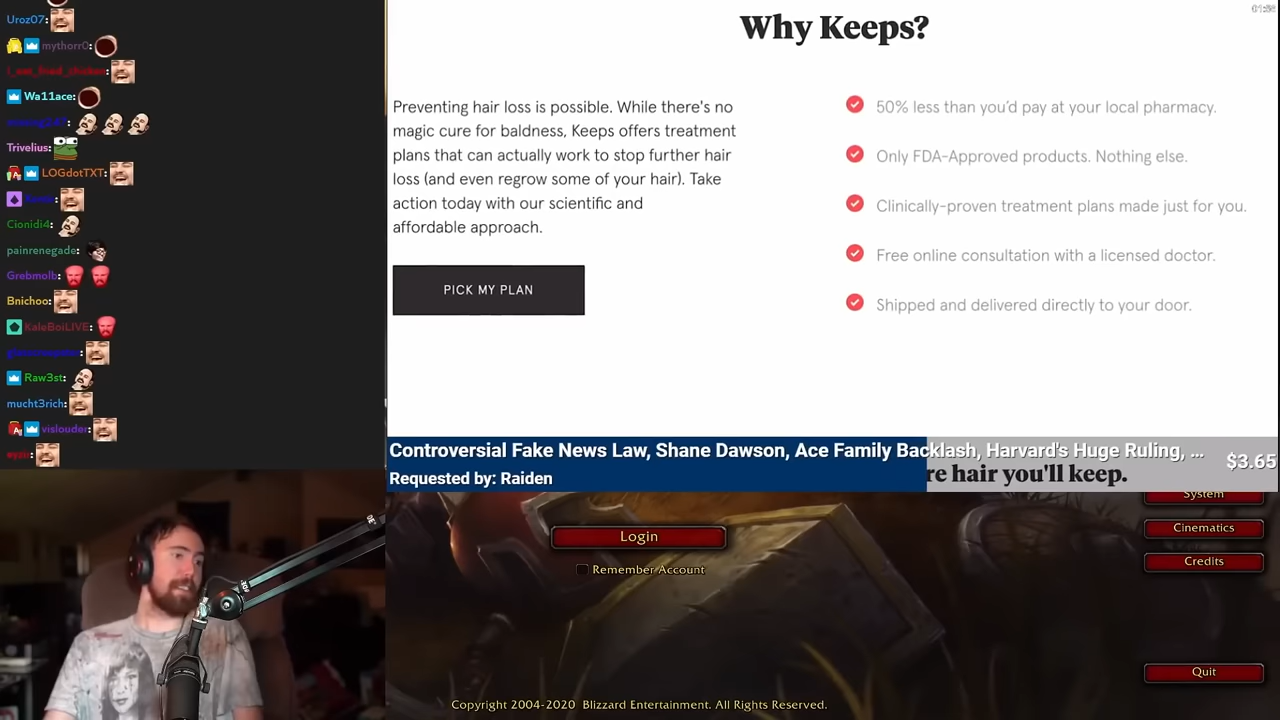 Uroz07:
mythorr0:
i_eat_fried_chicken:
Wa11ace:
Trivelius:
LOGdotTXT:
Cionidi4:
painrenegade:
Grebmolb:
Bnichoo:
KaleBoiLIVE:
Raw3st:
mucht3rich:
vislouder:
Why Keeps?
Preventing hair loss is possible. While there's no
magic cure for baldness, Keeps offers treatment
plans that can actually work to stop further hair
loss (and even regrow some of your hair). Take
action today with our scientific and
affordable approach.
PICK MY PLAN
50% less than you'd pay at your local pharmacy.
Only FDA-Approved products. Nothing else.
Clinically-proven treatment plans made just for you.
Free online consultation with a licensed doctor.
Shipped and delivered directly to your door.
Controversial Fake News Law, Shane Dawson, Ace Family Backlash, Harvard's Huge Ruling, ...
$3.65
Requested by: Raiden
re hair you'll keep.
System
Login
Cinematics
Remember Account
Credits
Quit
Copyright 2004-2020 Blizzard Entertainment. All Rights Reserved.